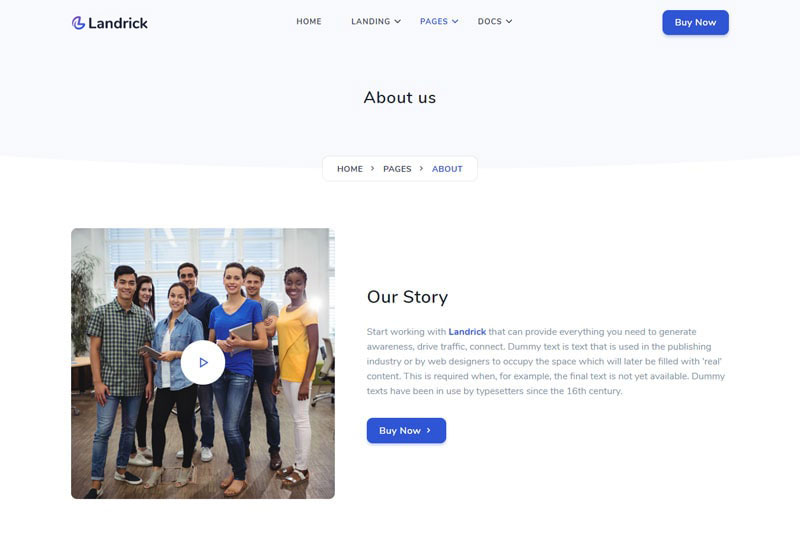 Landrick
HOME LANDING PAGES DOCS
Buy Now
About us
HOME > PAGES > ABOUT
Our Story
Start working with Landrick that can provide everything you need to generate
awareness, drive traffic, connect. Dummy text is text that is used in the publishing
industry or by web designers to occupy the space which will later be filled with 'real'
content. This is required when, for example, the final text is not yet available. Dummy
texts have been in use by typesetters since the 16th century.
Buy Now >